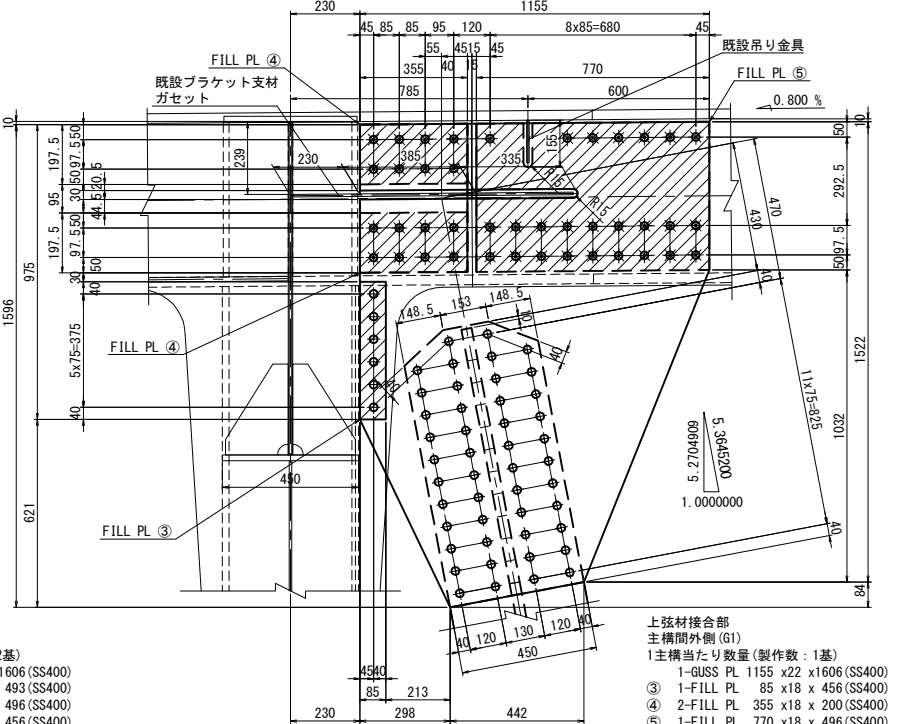 230
1155
45 85 85 95 120
8x85=680
45
55
45 15
45
40
15
FILL PL ④
既設吊り金具
355
770
FILL PL ⑤
既設ブラケット支材
ガセット
785
600
0.800 %
10
10
50
97.5
50
197.5
239
230
385
335
155
R15
R15
20.5
30
44.5
95
50
97.5
50
197.5
292.5
97.5
50
470
430
40
975
1596
30
40
5x75=375
40
148.5
153
148.5
10
40
FILL PL ④
1522
1032
11x75=825
5.2704909
5.3645200
1.0000000
450
621
FILL PL ③
40
84
40 120 130 120 40
450
45 40
85
213
230
298
442
上弦材接合部
主構間外側(G1)
1主構当たり数量(製作数：1基)
1-GUSS PL 1155 x22 x1606(SS400)
③ 1-FILL PL 85 x18 x 456(SS400)
④ 2-FILL PL 355 x18 x 200(SS400)
⑤ 1-FILL PL 770 x18 x 496(SS400)
基)
1606(SS400)
493(SS400)
496(SS400)
456(SS400)